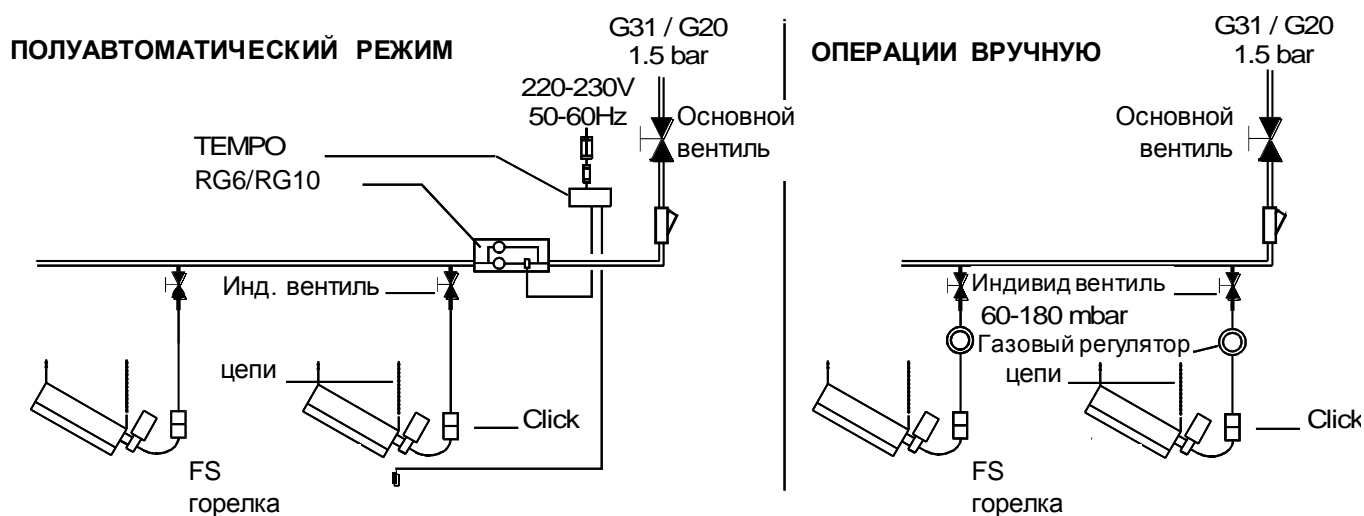 ПОЛУАВТОМАТИЧЕСКИЙ РЕЖИМ
G31 / G20
1.5 bar
220-230V
50-60Hz
Основной
вентиль
TEMPO
RG6/RG10
Инд. вентиль
цепи
Click
FS
горелка
ОПЕРАЦИИ ВРУЧНУЮ
G31 / G20
1.5 bar
Основной
вентиль
Индивид вентиль
60-180 mbar
Газовый регулятор
цепи
Click
FS
горелка